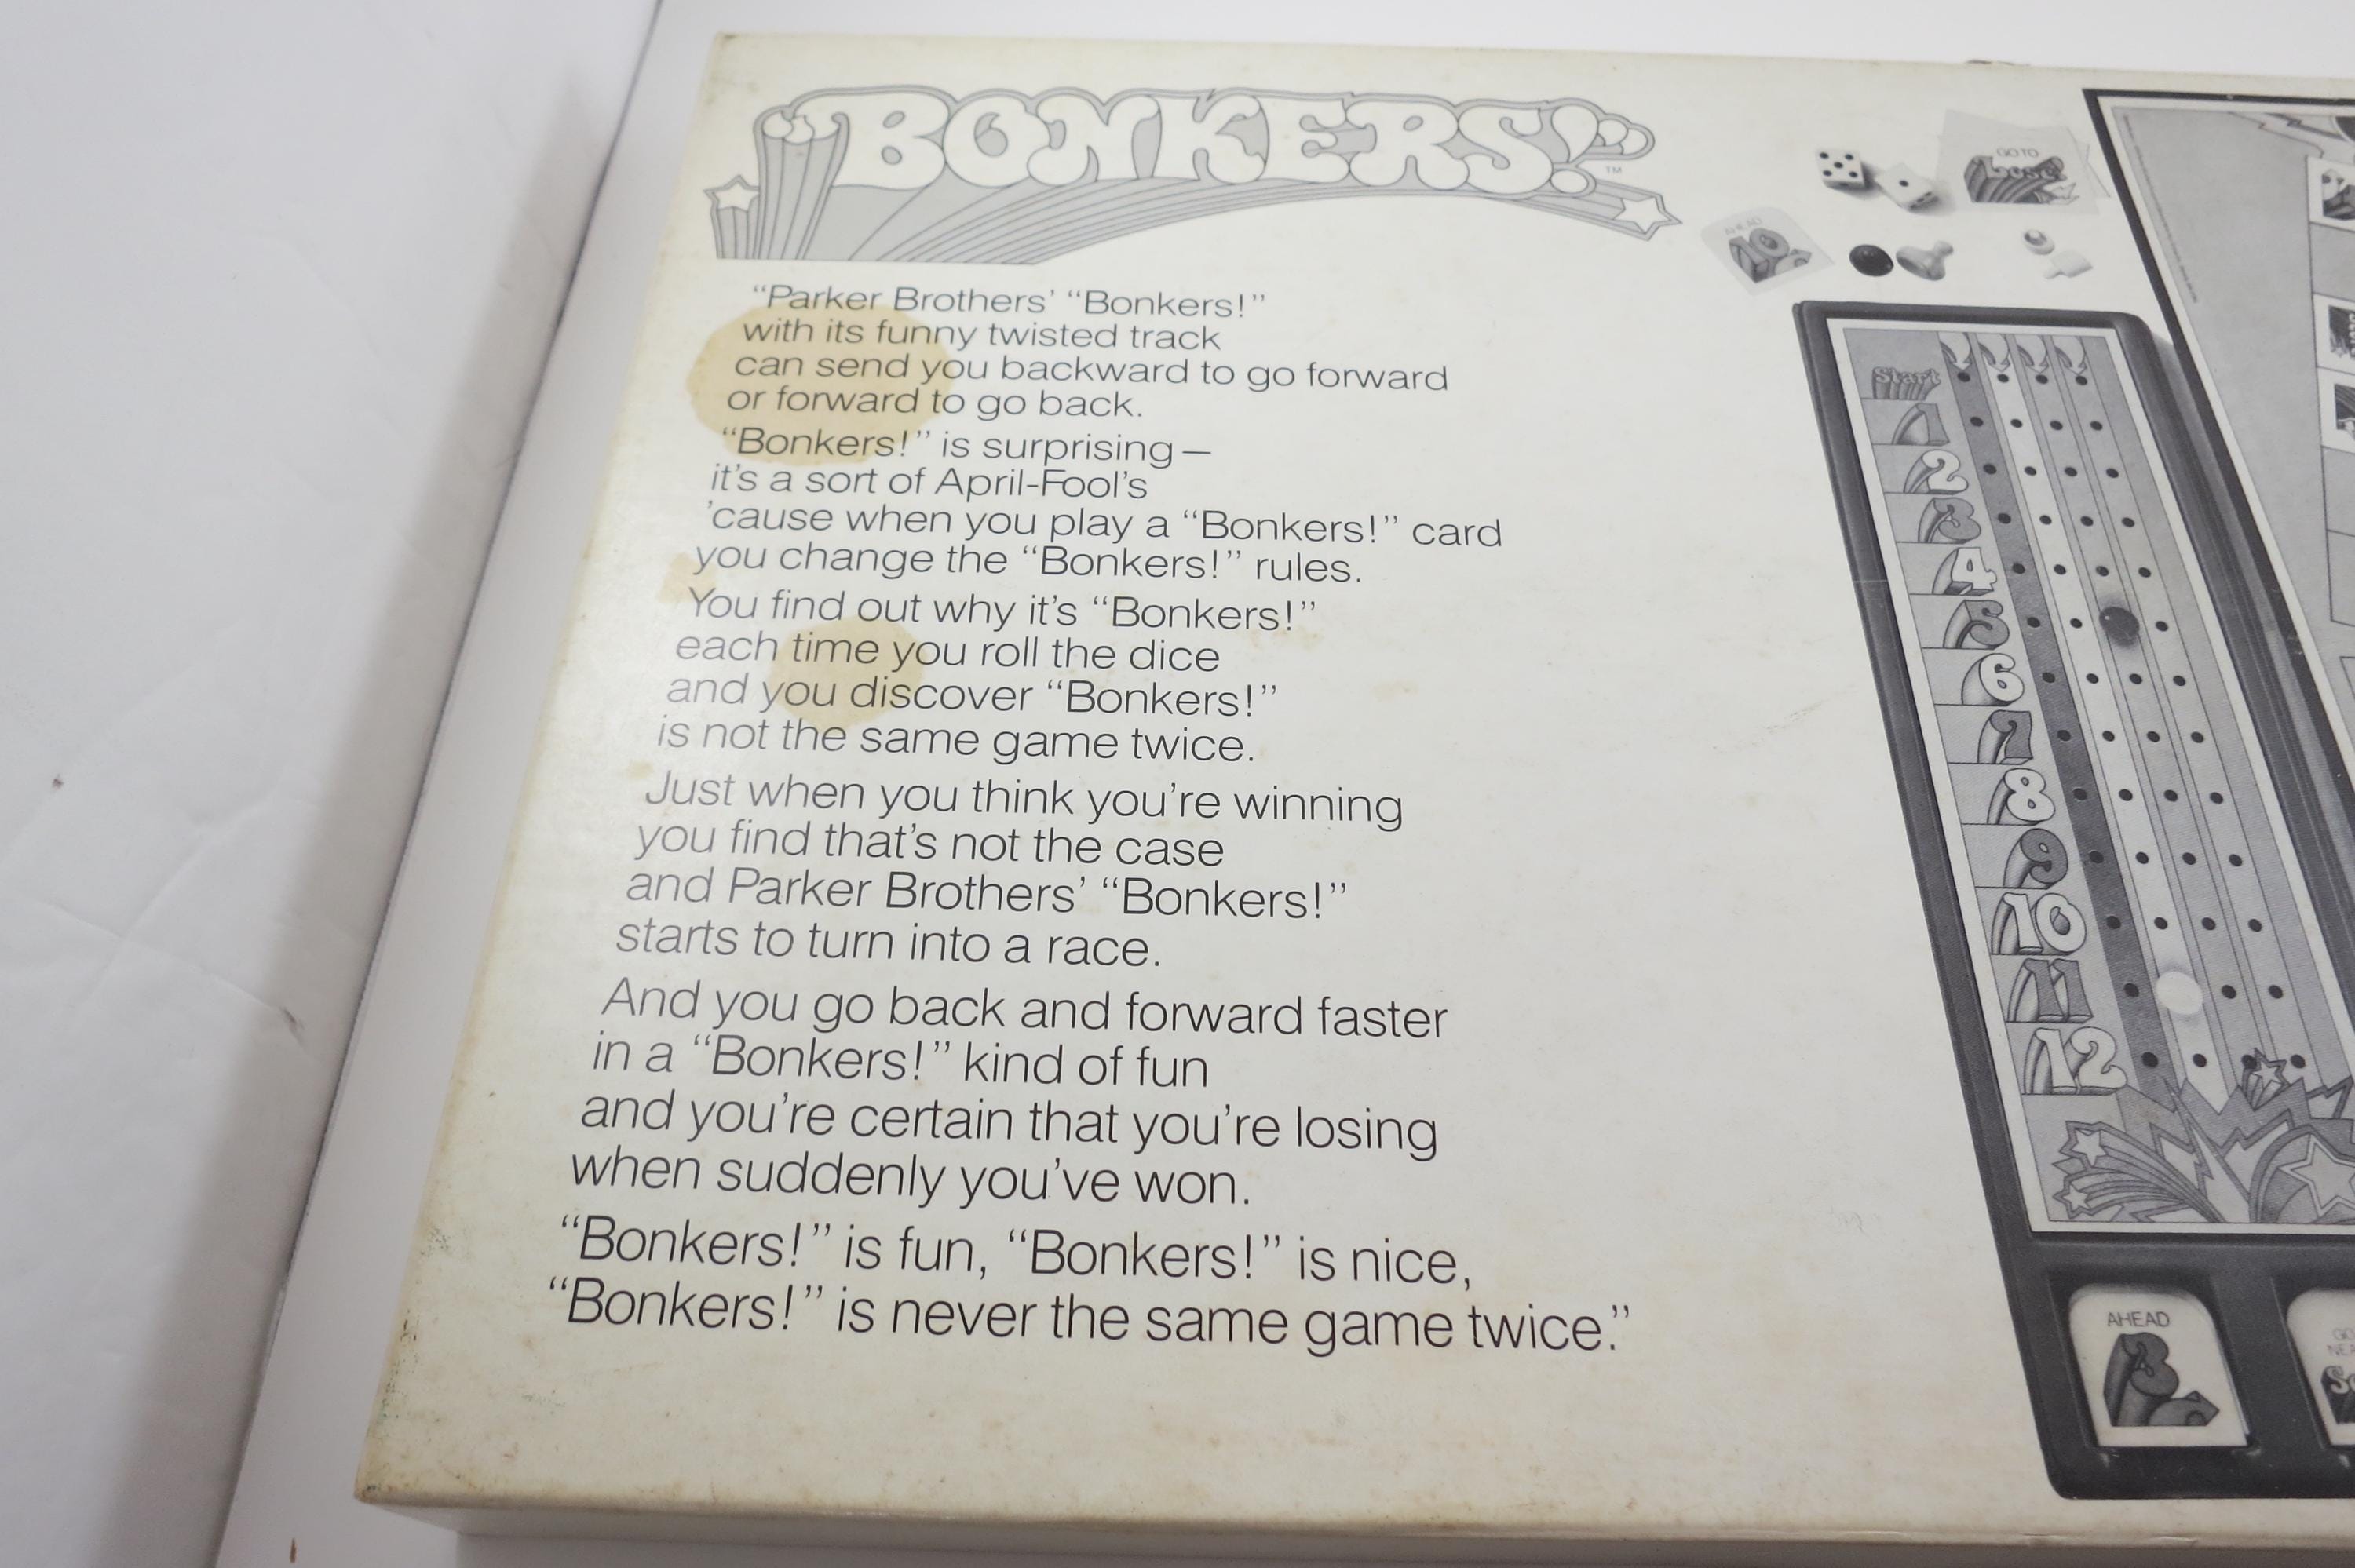 BONKERS!
TM
"Parker Brothers' "Bonkers!"
with its funny twisted track
can send you backward to go forward
or forward to go back.
"Bonkers!" is surprising—
it's a sort of April-Fool's
'cause when you play a "Bonkers!" card
you change the "Bonkers!" rules.
You find out why it's "Bonkers!"
each time you roll the dice
and you discover "Bonkers!"
is not the same game twice.
Just when you think you're winning
you find that's not the case
and Parker Brothers' "Bonkers!"
starts to turn into a race.
And you go back and forward faster
in a "Bonkers!" kind of fun
and you're certain that you're losing
when suddenly you've won.
"Bonkers!" is fun, "Bonkers!" is nice,
"Bonkers!" is never the same game twice."
GO TO
Lose
AHEAD
10
Start
1
2
3
4
5
6
7
8
9
10
11
12
AHEAD